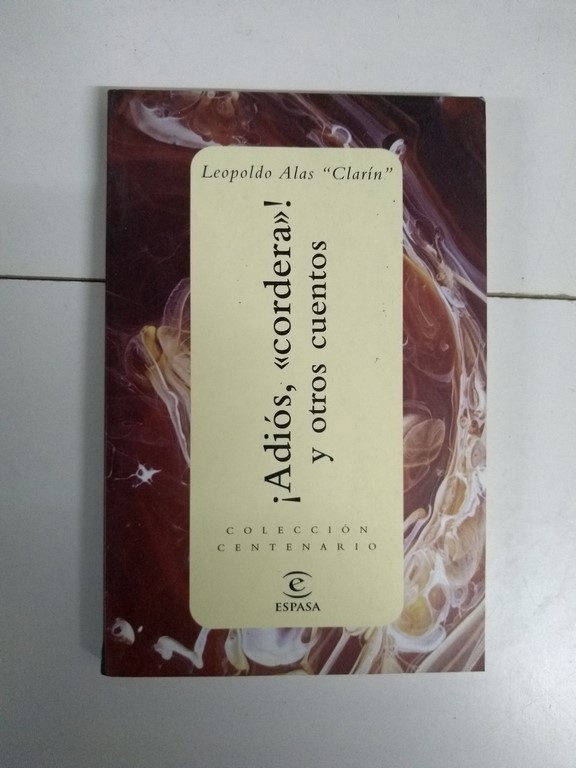 Leopoldo Alas “Clarín”
¡Adiós, «cordera»!
y otros cuentos
COLECCIÓN
CENTENARIO
e
ESPASA